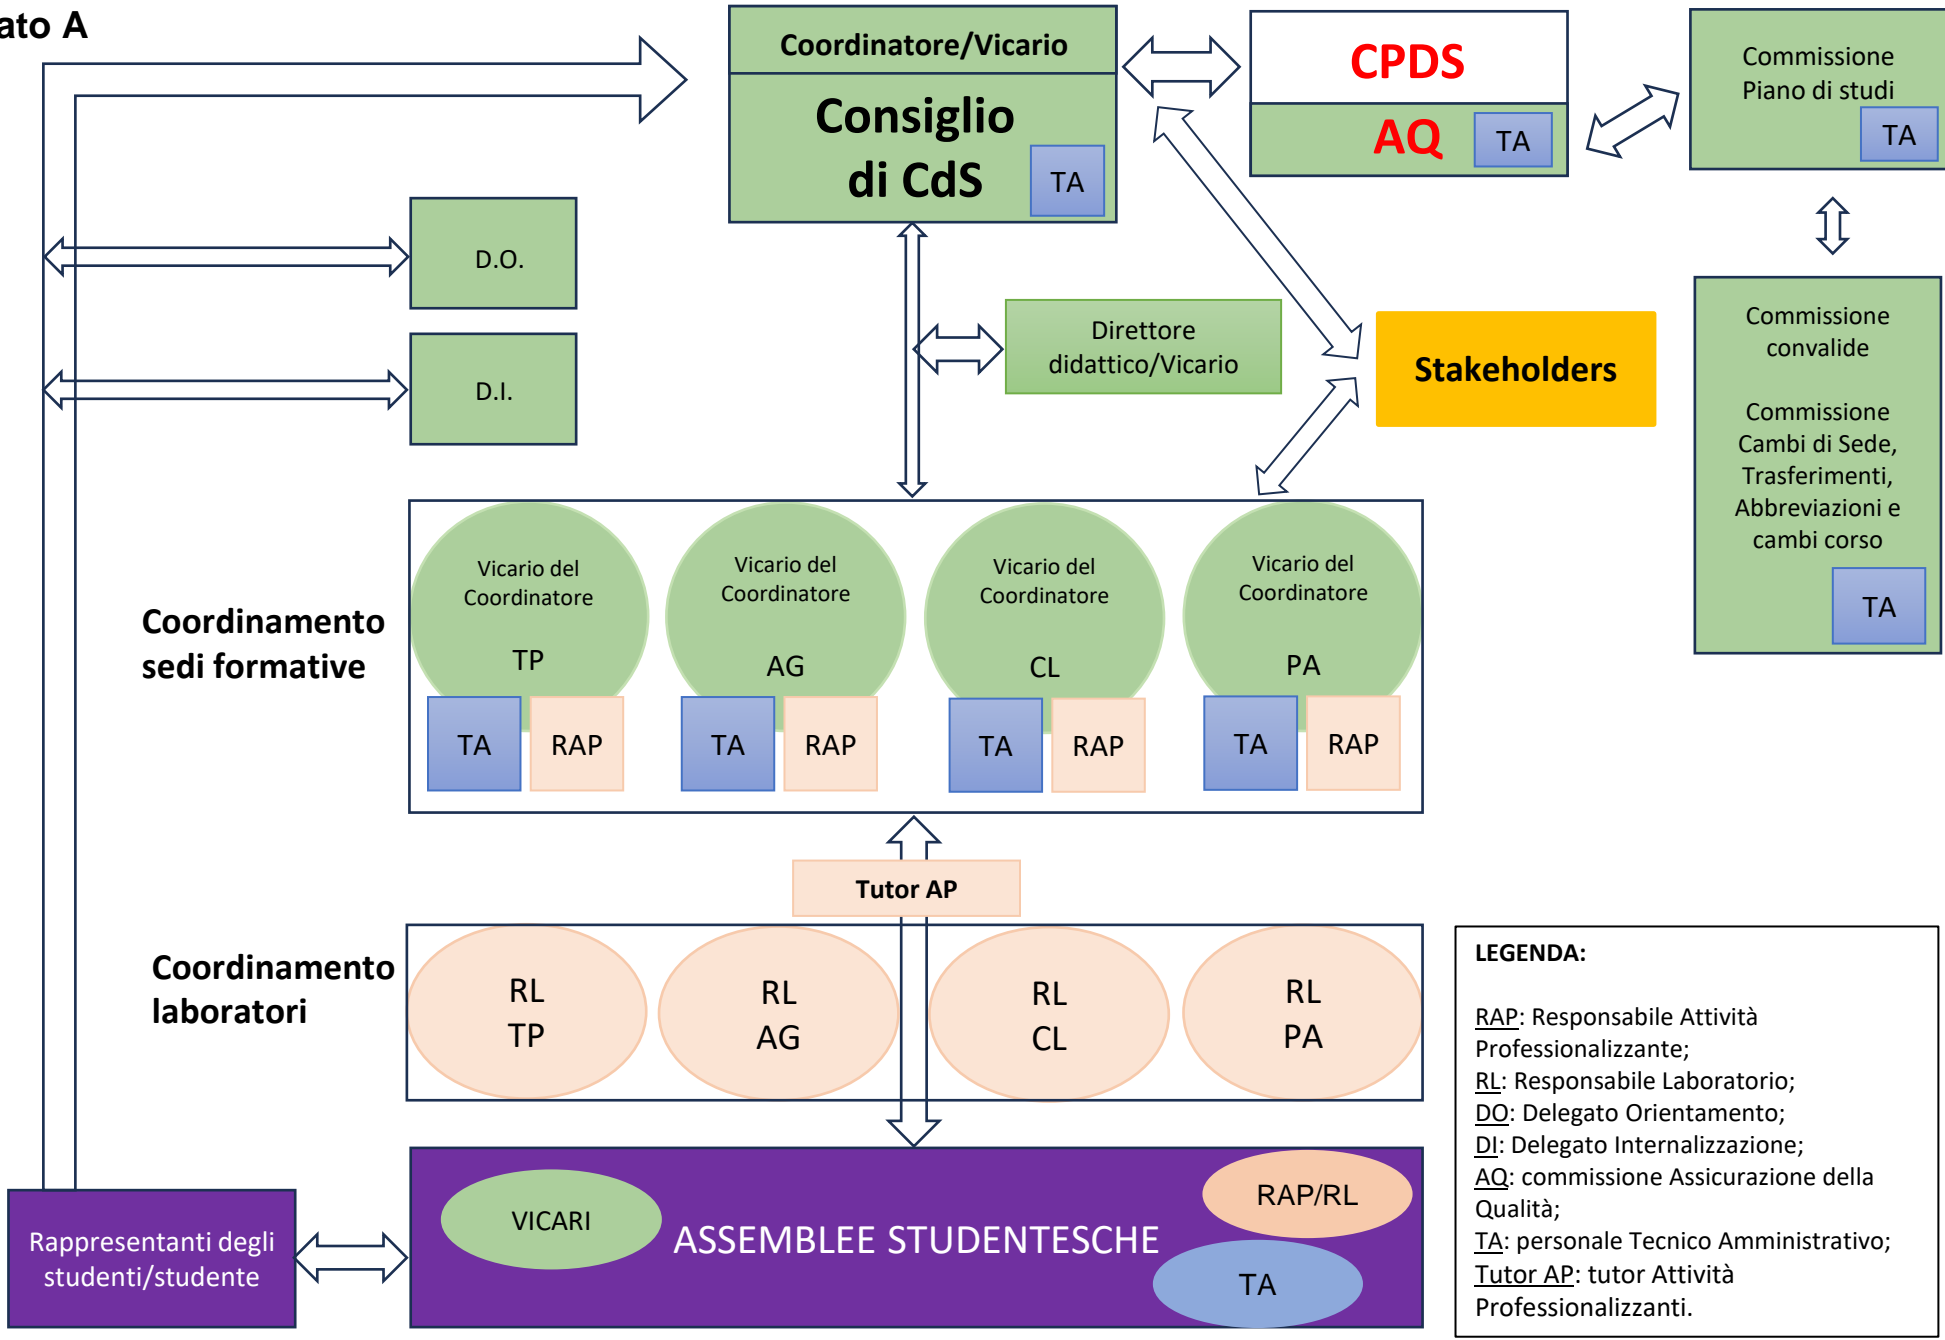 ato A
Coordinatore/Vicario
Consiglio
di CdS
TA
CPDS
AQ
TA
Commissione
Piano di studi
TA
D.O.
D.I.
Direttore
didattico/Vicario
Stakeholders
Commissione
convalide
Commissione
Cambi di Sede,
Trasferimenti,
Abbreviazioni e
cambi corso
TA
Coordinamento
sedi formative
Vicario del
Coordinatore
TP
TA
RAP
Vicario del
Coordinatore
AG
TA
RAP
Vicario del
Coordinatore
CL
TA
RAP
Vicario del
Coordinatore
PA
TA
RAP
Tutor AP
Coordinamento
laboratori
RL
TP
RL
AG
RL
CL
RL
PA
LEGENDA:
RAP: Responsabile Attività
Professionalizzante;
RL: Responsabile Laboratorio;
DO: Delegato Orientamento;
DI: Delegato Internalizzazione;
AQ: commissione Assicurazione della
Qualità;
TA: personale Tecnico Amministrativo;
Tutor AP: tutor Attività
Professionalizzanti.
Rappresentanti degli
studenti/studente
VICARI
ASSEMBLEE STUDENTESCHE
RAP/RL
TA